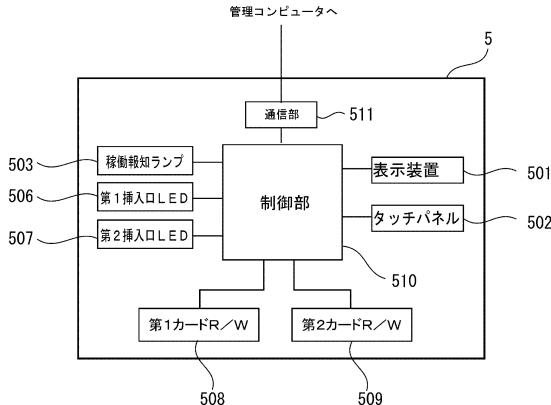 管理コンピュータへ
5
通信部
511
503
稼働報知ランプ
表示装置
501
506
第1挿入口LED
制御部
507
第2挿入口LED
タッチパネル
502
510
第1カードR/W
第2カードR/W
508
509